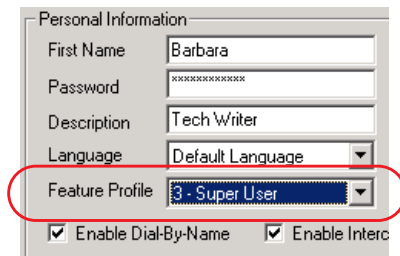 Personal Information
First Name Barbara
Password ************
Description Tech Writer
Language Default Language
Feature Profile 3 - Super User
Enable Dial-By-Name Enable Interc